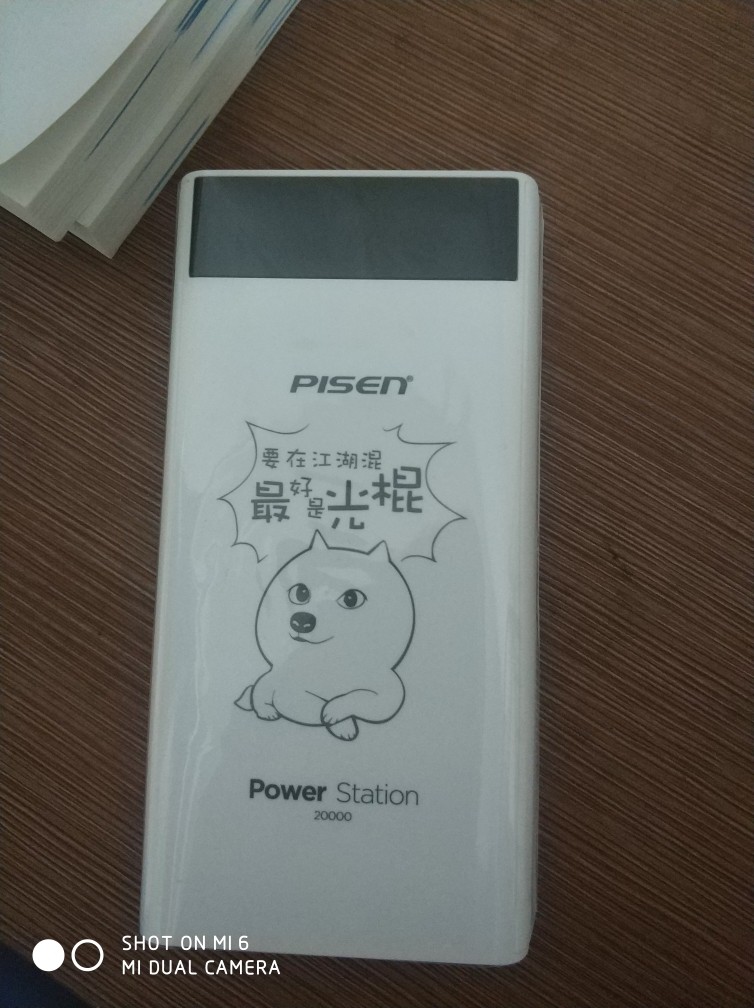 PISEN®
要在江湖混
最好是光棍
Power Station
20000
SHOT ON MI 6
MI DUAL CAMERA